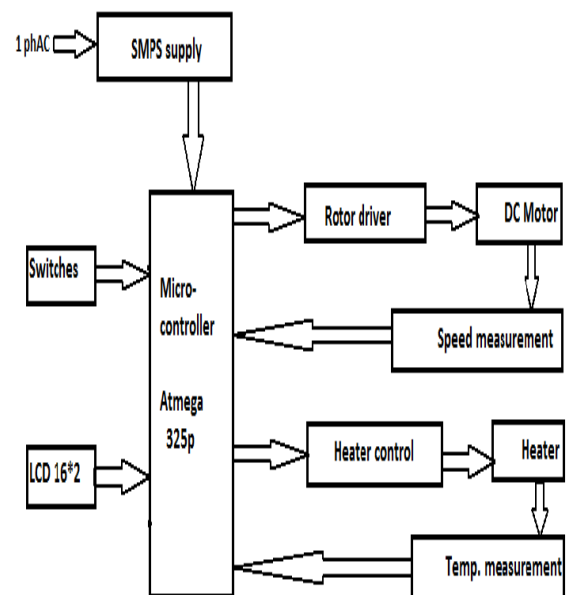 1 phAC
SMPS supply
Rotor driver
DC Motor
Switches
Micro-
controller
Speed measurement
Atmega
325p
Heater control
Heater
LCD 16*2
Temp. measurement